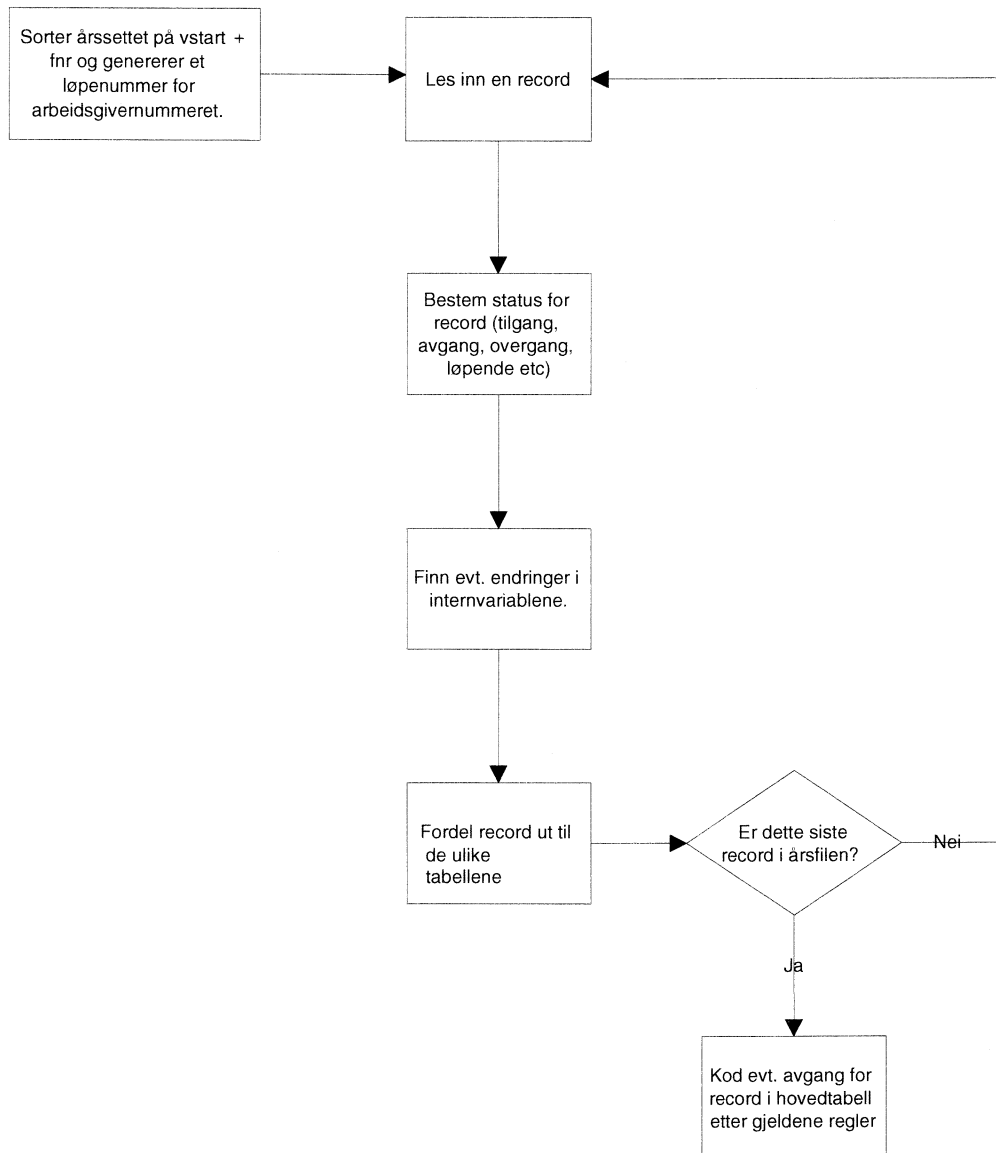 Sorter årssettet på vstart +
fnr og genererer et
løpenummer for
arbeidsgivernummeret.
Les inn en record
Bestem status for
record (tilgang,
avgang, overgang,
løpende etc)
Finn evt. endringer i
internvariablene.
Fordel record ut til
de ulike
tabellene
Er dette siste
record i årsfilen?
Nei
Ja
Kod evt. avgang for
record i hovedtabell
etter gjeldene regler